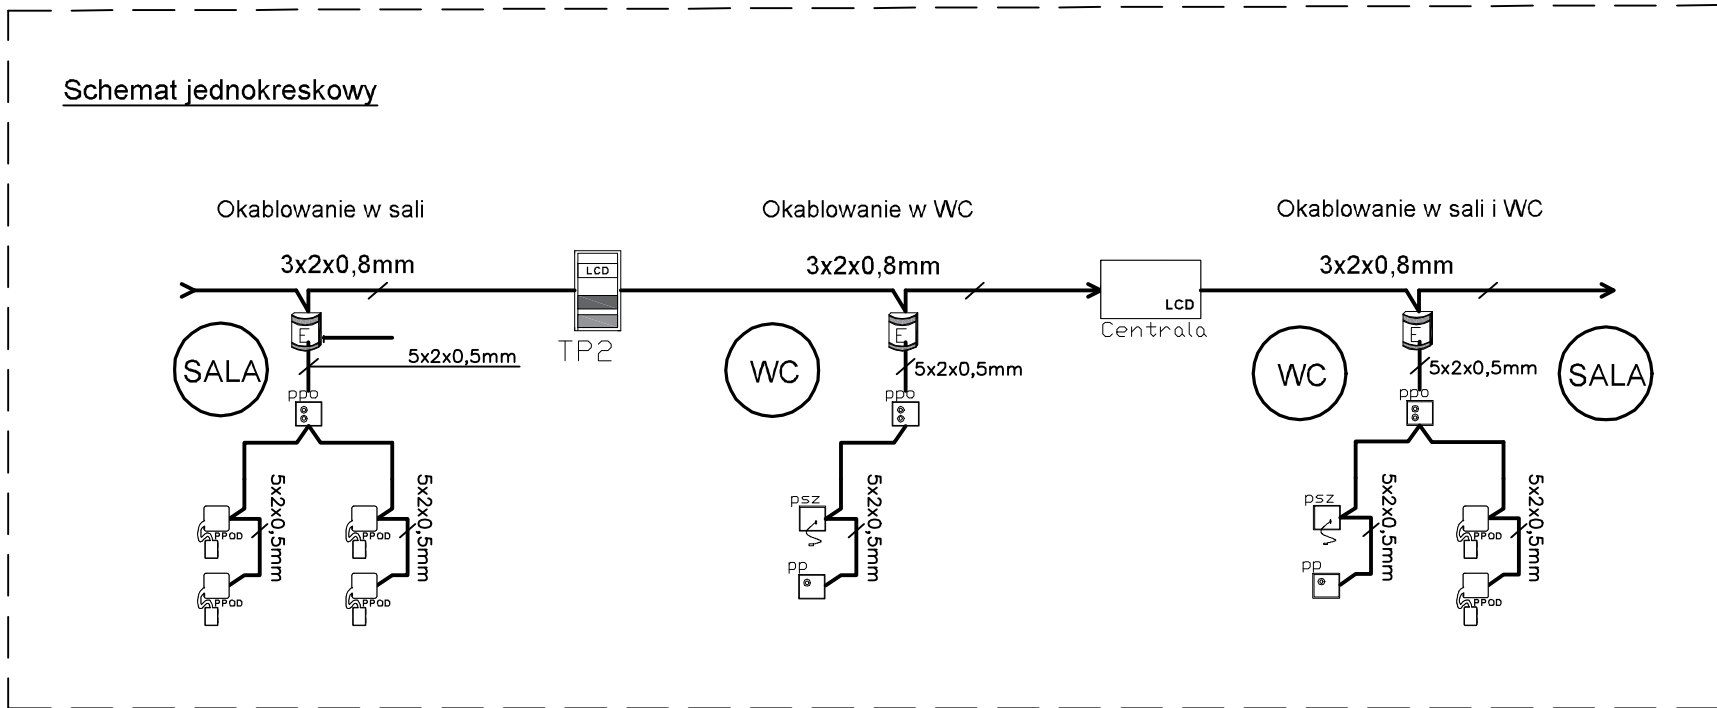 Schemat jednokreskowy
Okablowanie w sali
Okablowanie w WC
Okablowanie w sali i WC
3x2x0,8mm
3x2x0,8mm
3x2x0,8mm
LCD
LCD
Centrala
TP2
E
E
E
SALA
WC
WC
SALA
5x2x0,5mm
5x2x0,5mm
5x2x0,5mm
ppo
ppo
ppo
5x2x0,5mm
5x2x0,5mm
5x2x0,5mm
5x2x0,5mm
5x2x0,5mm
psz
psz
PPOD
PPOD
PPOD
pp
pp
PPOD
PPOD
PPOD